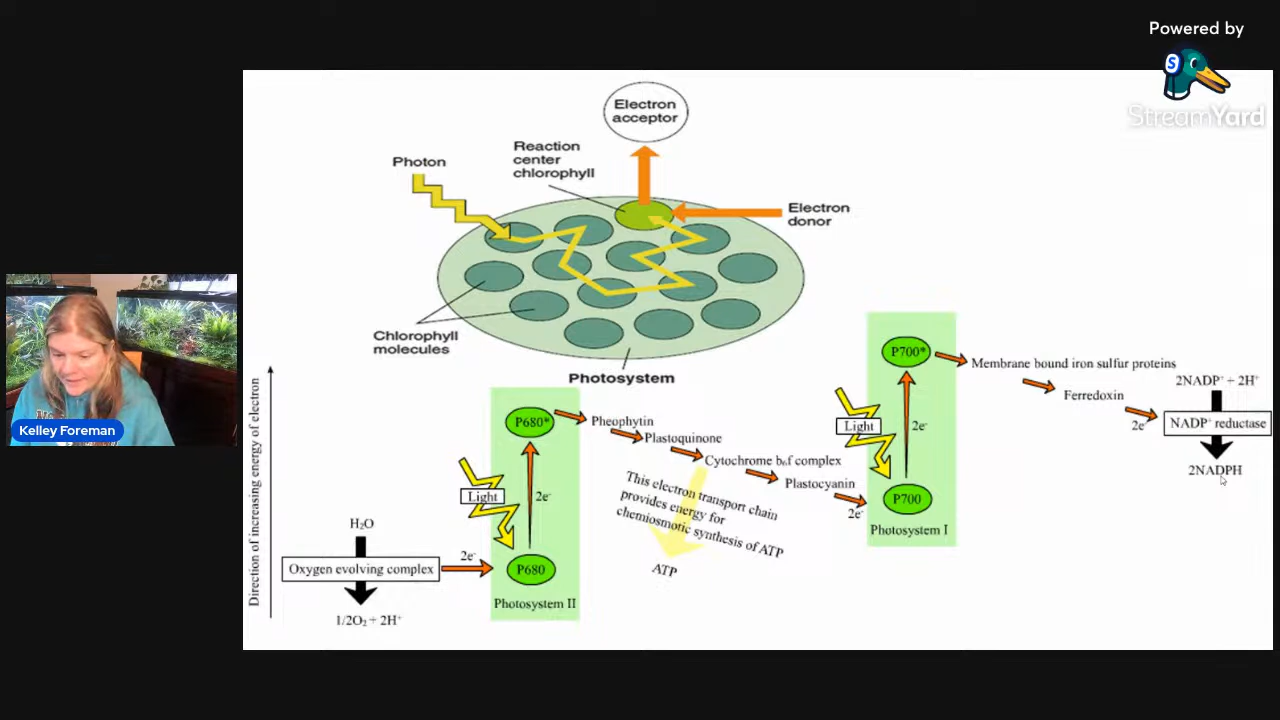 Powered by
S
StreamYard
Electron
acceptor
Reaction
center
chlorophyll
Photon
Electron
donor
Chlorophyll
molecules
Photosystem
Direction of increasing energy of electron
H₂O
Oxygen evolving complex
1/2O₂ + 2H⁺
2e⁻
Light
P680*
2e⁻
P680
Photosystem II
Pheophytin
Plastoquinone
Cytochrome b₆f complex
Plastocyanin
2e⁻
This electron transport chain
provides energy for
chemiosmotic synthesis of ATP
ATP
Light
P700*
2e⁻
P700
Photosystem I
Membrane bound iron sulfur proteins
Ferredoxin
2e⁻
2NADP⁺ + 2H⁺
NADP⁺ reductase
2NADPH
Kelley Foreman